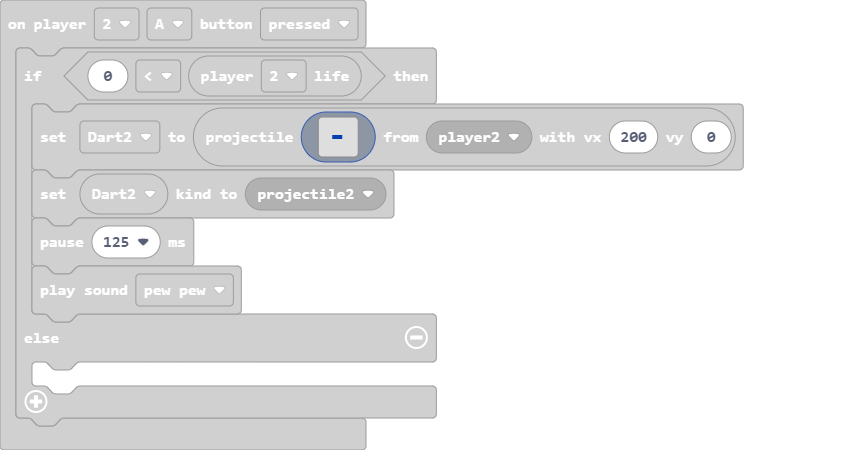 on player 2 A button pressed
if 0 < player 2 life then
set Dart2 to projectile from player2 with vx 200 vy 0
set Dart2 kind to projectile2
pause 125 ms
play sound pew pew
else